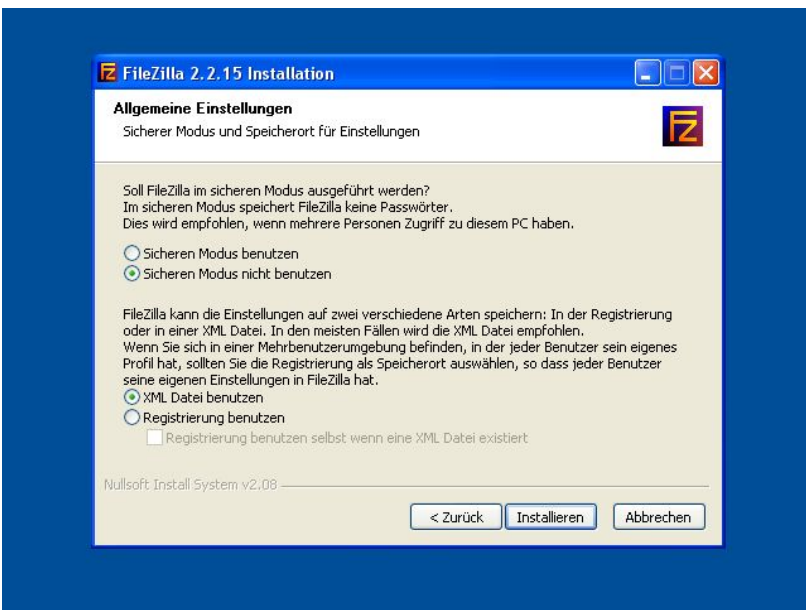 FileZilla 2.2.15 Installation
Allgemeine Einstellungen
Sicherer Modus und Speicherort für Einstellungen
Soll FileZilla im sicheren Modus ausgeführt werden?
Im sicheren Modus speichert FileZilla keine Passwörter.
Dies wird empfohlen, wenn mehrere Personen Zugriff zu diesem PC haben.
Sicheren Modus benutzen
Sicheren Modus nicht benutzen
FileZilla kann die Einstellungen auf zwei verschiedene Arten speichern: In der Registrierung
oder in einer XML Datei. In den meisten Fällen wird die XML Datei empfohlen.
Wenn Sie sich in einer Mehrbenutzerumgebung befinden, in der jeder Benutzer sein eigenes
Profil hat, sollten Sie die Registrierung als Speicherort auswählen, so dass jeder Benutzer
seine eigenen Einstellungen in FileZilla hat.
XML Datei benutzen
Registrierung benutzen
Registrierung benutzen selbst wenn eine XML Datei existiert
Nullsoft Install System v2.08
< Zurück Installieren Abbrechen